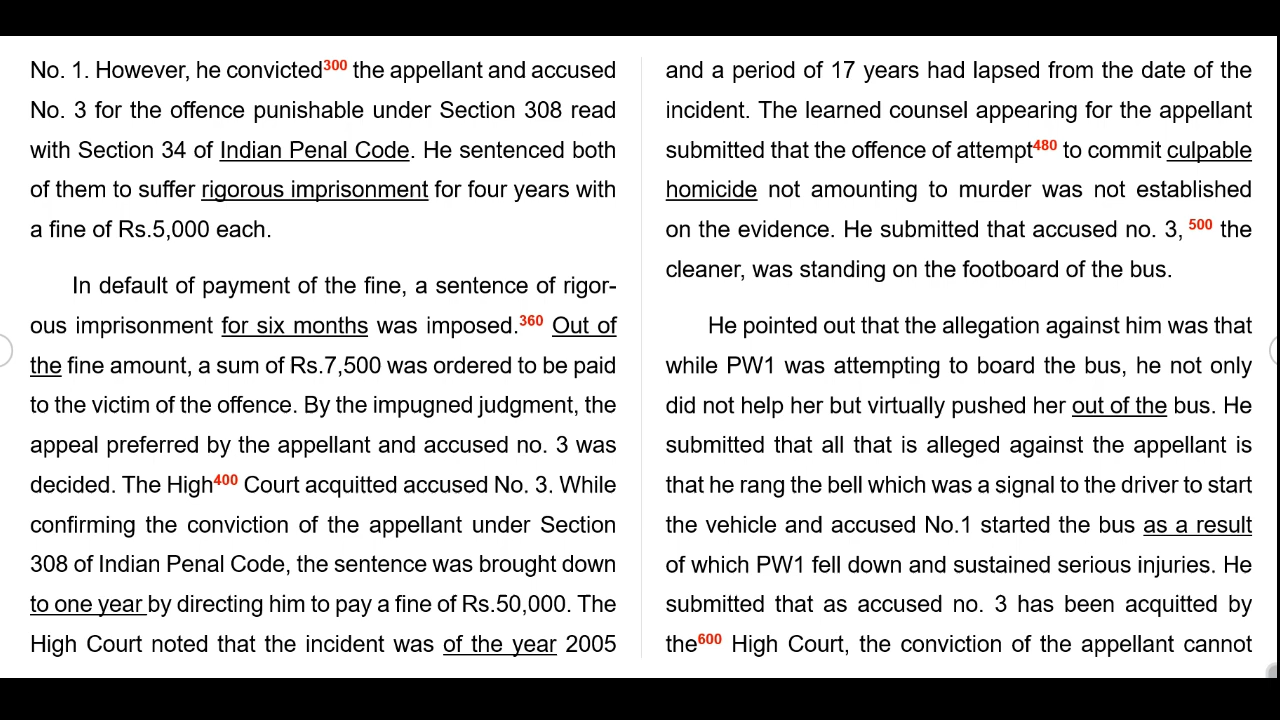 No. 1. However, he convicted300 the appellant and accused
No. 3 for the offence punishable under Section 308 read
with Section 34 of Indian Penal Code. He sentenced both
of them to suffer rigorous imprisonment for four years with
a fine of Rs.5,000 each.
In default of payment of the fine, a sentence of rigor-
ous imprisonment for six months was imposed.360 Out of
the fine amount, a sum of Rs.7,500 was ordered to be paid
to the victim of the offence. By the impugned judgment, the
appeal preferred by the appellant and accused no. 3 was
decided. The High400 Court acquitted accused No. 3. While
confirming the conviction of the appellant under Section
308 of Indian Penal Code, the sentence was brought down
to one year by directing him to pay a fine of Rs.50,000. The
High Court noted that the incident was of the year 2005
and a period of 17 years had lapsed from the date of the
incident. The learned counsel appearing for the appellant
submitted that the offence of attempt480 to commit culpable
homicide not amounting to murder was not established
on the evidence. He submitted that accused no. 3, 500 the
cleaner, was standing on the footboard of the bus.
He pointed out that the allegation against him was that
while PW1 was attempting to board the bus, he not only
did not help her but virtually pushed her out of the bus. He
submitted that all that is alleged against the appellant is
that he rang the bell which was a signal to the driver to start
the vehicle and accused No.1 started the bus as a result
of which PW1 fell down and sustained serious injuries. He
submitted that as accused no. 3 has been acquitted by
the600 High Court, the conviction of the appellant cannot